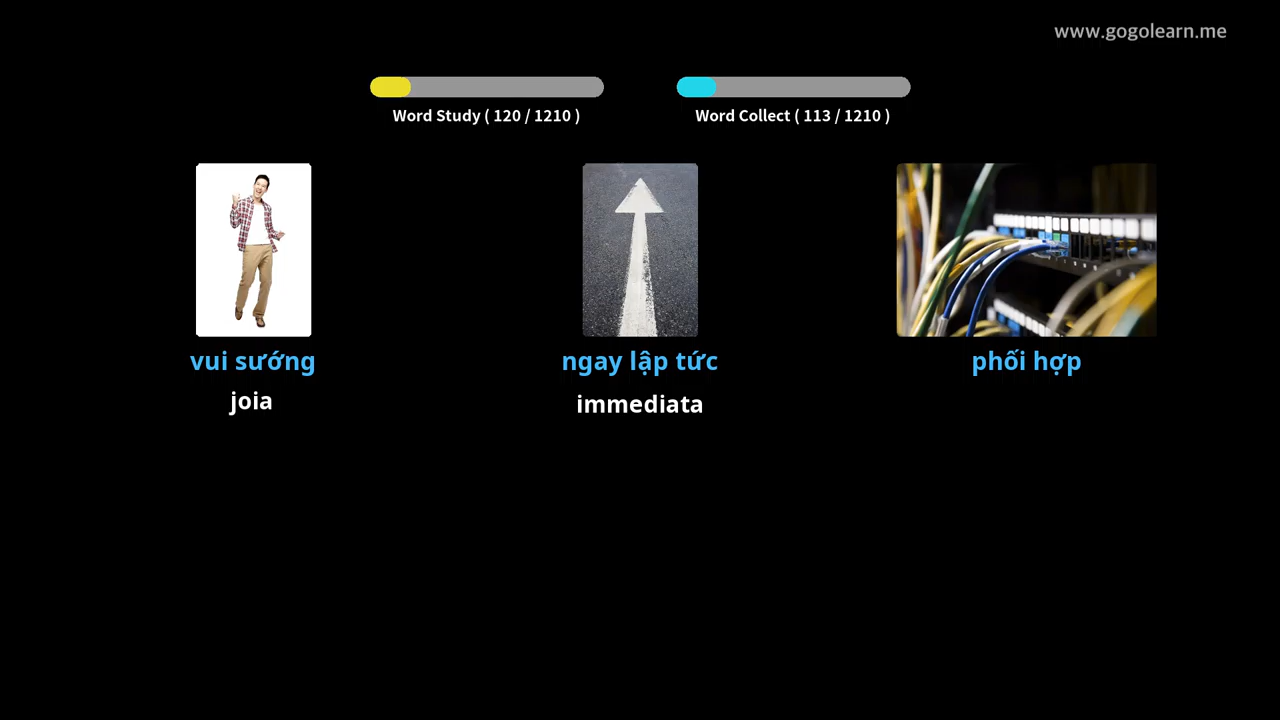 www.gogolearn.me
Word Study ( 120 / 1210 )
Word Collect ( 113 / 1210 )
vui sướng
joia
ngay lập tức
immediata
phối hợp